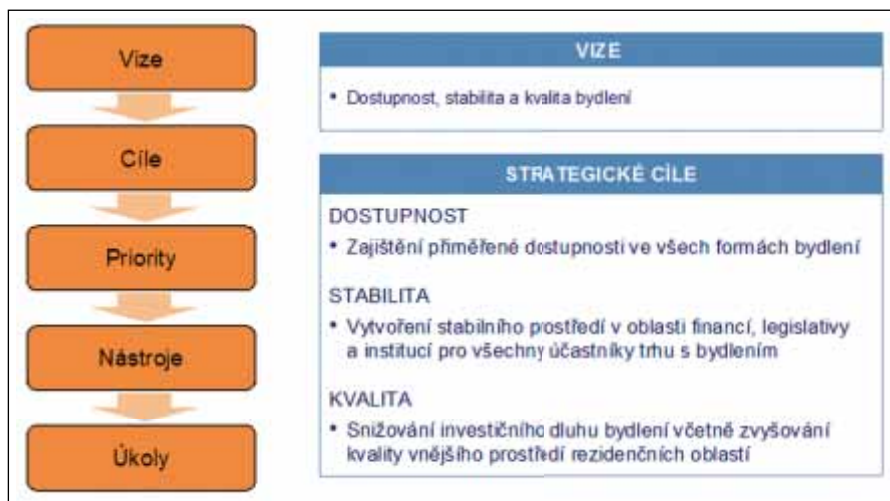 Vize
Cíle
Priority
Nástroje
Úkoly
VIZE
• Dostupnost, stabilita a kvalita bydlení
STRATEGICKÉ CÍLE
DOSTUPNOST
• Zajištění přiměřené dostupnosti ve všech formách bydlení
STABILITA
• Vytvoření stabilního prostředí v oblasti financí, legislativy
a institucí pro všechny účastníky trhu s bydlením
KVALITA
• Snižování investičního dluhu bydlení včetně zvyšování
kvality vnějšího prostředí rezidenčních oblastí